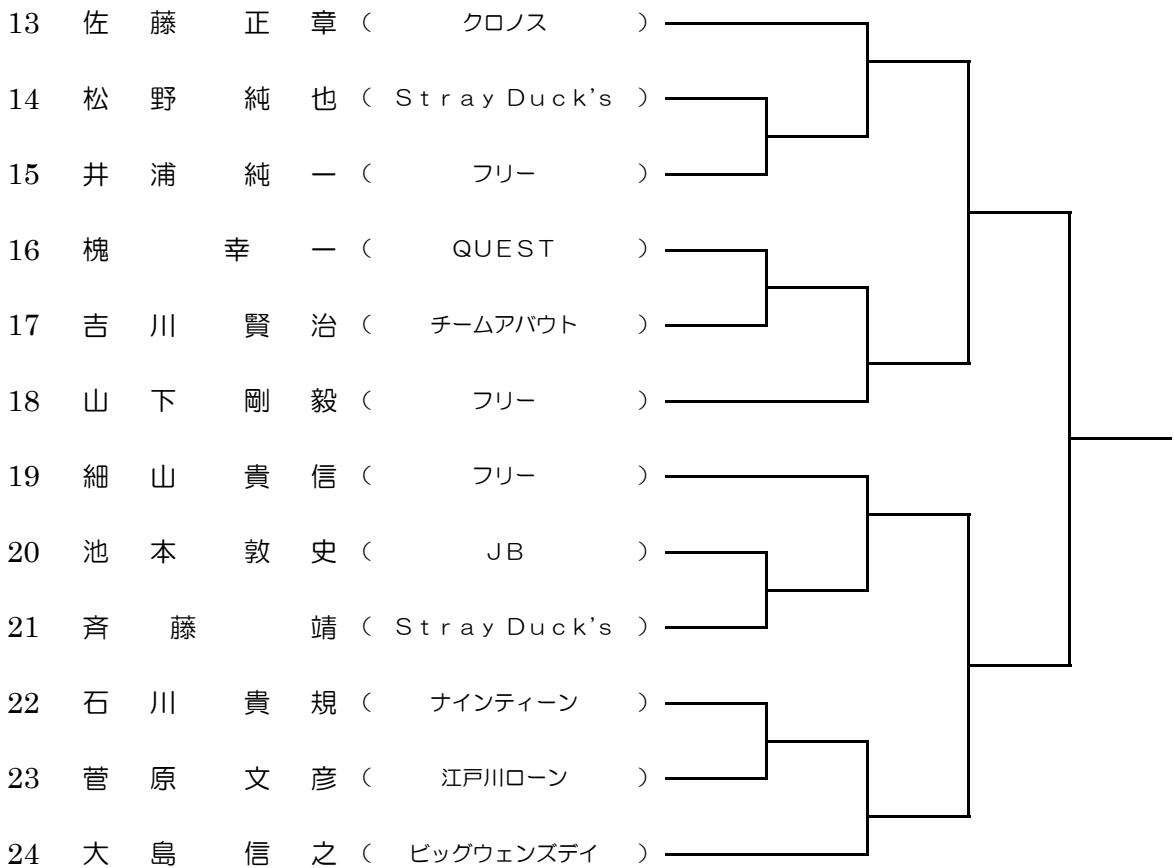 13 佐藤 正章 ( クロノス )
14 松野 純也 ( Stray Duck's )
15 井浦 純一 ( フリー )
16 槐 幸一 ( QUEST )
17 吉川 賢治 ( チームアバウト )
18 山下 剛毅 ( フリー )
19 細山 貴信 ( フリー )
20 池本 敦史 ( JB )
21 斉藤 靖 ( Stray Duck's )
22 石川 貴規 ( ナインティーン )
23 菅原 文彦 ( 江戸川ローン )
24 大島 信之 ( ビッグウェンズデイ )